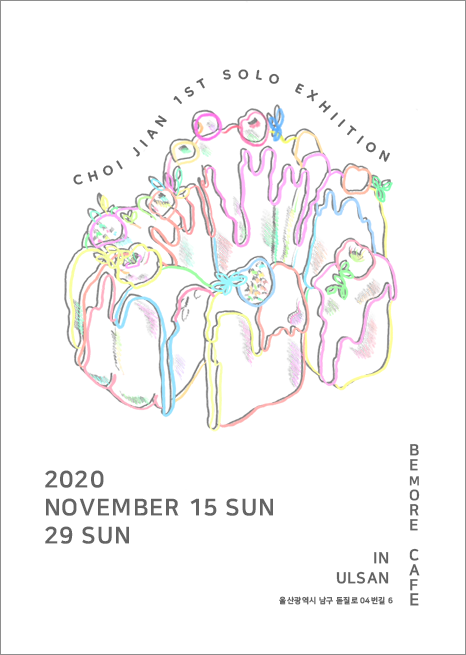 CHOI JIAN 1ST SOLO EXHIITION
2020
NOVEMBER 15 SUN
29 SUN
BEMORE CAFE
IN
ULSAN
울산광역시 남구 돋질로 04번길 6